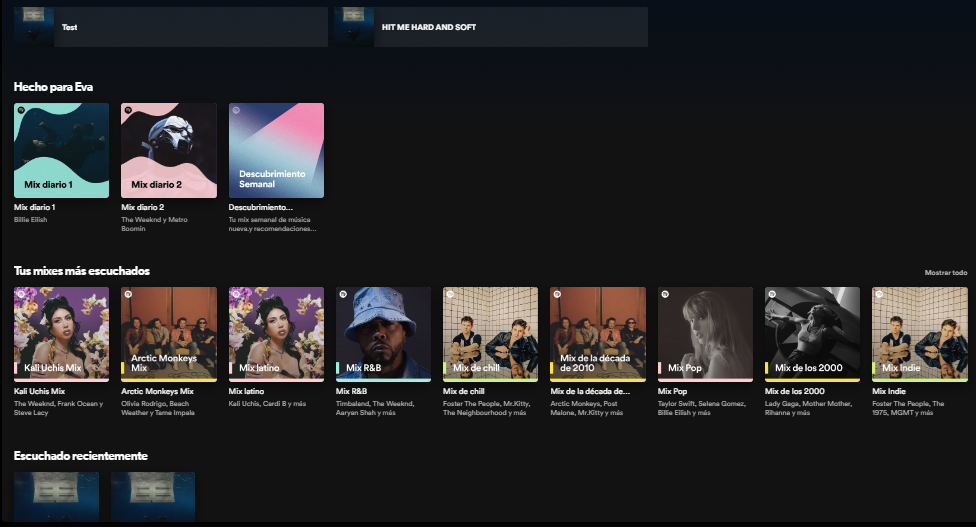 Test
HIT ME HARD AND SOFT
Hecho para Eva
Mix diario 1
Mix diario 2
Descubrimiento
Semanal
Mix diario 1
Mix diario 2
Descubrimiento...
Billie Eilish
The Weeknd y Metro
Boomin
Tu mix semanal de música
nueva.y recomendaciones...
Tus mixes más escuchados
Mostrar todo
Kali Uchis Mix
Arctic Monkeys
Mix
Mix latino
Mix R&B
Mix de chill
Mix de la década
de 2010
Mix Pop
Mix de los 2000
Mix Indie
Kali Uchis Mix
Arctic Monkeys Mix
Mix latino
Mix R&B
Mix de chill
Mix de la década de...
Mix Pop
Mix de los 2000
Mix Indie
The Weeknd, Frank Ocean y
Steve Lacy
Olivia Rodrigo, Beach
Weather y Tame Impala
Kali Uchis, Cardi B y más
Timbaland, The Weeknd,
Aaryan Shah y más
Foster The People, Mr.Kitty,
The Neighbourhood y más
Arctic Monkeys, Post
Malone, Mr.Kitty y más
Taylor Swift, Selena Gomez,
Billie Eilish y más
Lady Gaga, Mother Mother,
Rihanna y más
Foster The People, The
1975, MGMT y más
Escuchado recientemente